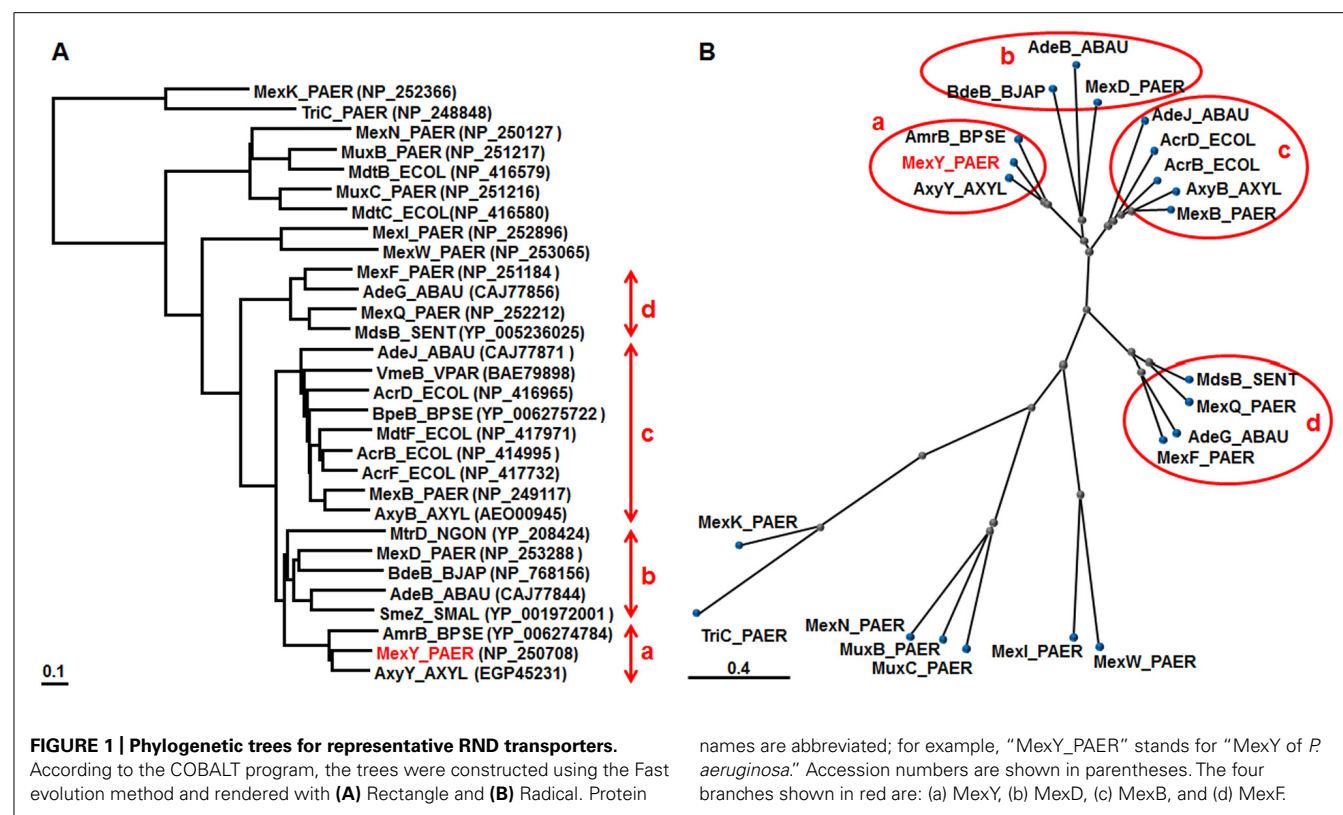 A
MexK_PAER (NP_252366)
TriC_PAER (NP_248848)
MexN_PAER (NP_250127)
MuxB_PAER (NP_251217)
MdtB_ECOL (NP_416579)
MuxC_PAER (NP_251216)
MdtC_ECOL(NP_416580)
MexI_PAER (NP_252896)
MexW_PAER (NP_253065)
MexF_PAER (NP_251184)
AdeG_ABAU (CAJ77856)
MexQ_PAER (NP_252212)
MdsB_SENT (YP_005236025)
d
AdeJ_ABAU (CAJ77871)
VmeB_VPAR (BAE79898)
AcrD_ECOL (NP_416965)
BpeB_BPSE (YP_006275722)
MdtF_ECOL (NP_417971)
AcrB_ECOL (NP_414995)
AcrF_ECOL (NP_417732)
MexB_PAER (NP_249117)
AxyB_AXYL (AEO00945)
c
MtrD_NGON (YP_208424)
MexD_PAER (NP_253288)
BdeB_BJAP (NP_768156)
AdeB_ABAU (CAJ77844)
SmeZ_SMAL (YP_001972001)
b
AmrB_BPSE (YP_006274784)
MexY_PAER (NP_250708)
AxyY_AXYL (EGP45231)
a
0.1
B
AdeB_ABAU
b
BdeB_BJAP
MexD_PAER
a
AmrB_BPSE
MexY_PAER
AxyY_AXYL
AdeJ_ABAU
AcrD_ECOL
c
AcrB_ECOL
AxyB_AXYL
MexB_PAER
MdsB_SENT
MexQ_PAER
d
AdeG_ABAU
MexF_PAER
MexK_PAER
TriC_PAER
MexN_PAER
MuxB_PAER
MuxC_PAER
MexI_PAER
MexW_PAER
0.4
FIGURE 1 | Phylogenetic trees for representative RND transporters.
According to the COBALT program, the trees were constructed using the Fast
evolution method and rendered with (A) Rectangle and (B) Radical. Protein
names are abbreviated; for example, “MexY_PAER” stands for “MexY of P.
aeruginosa.” Accession numbers are shown in parentheses. The four
branches shown in red are: (a) MexY, (b) MexD, (c) MexB, and (d) MexF.